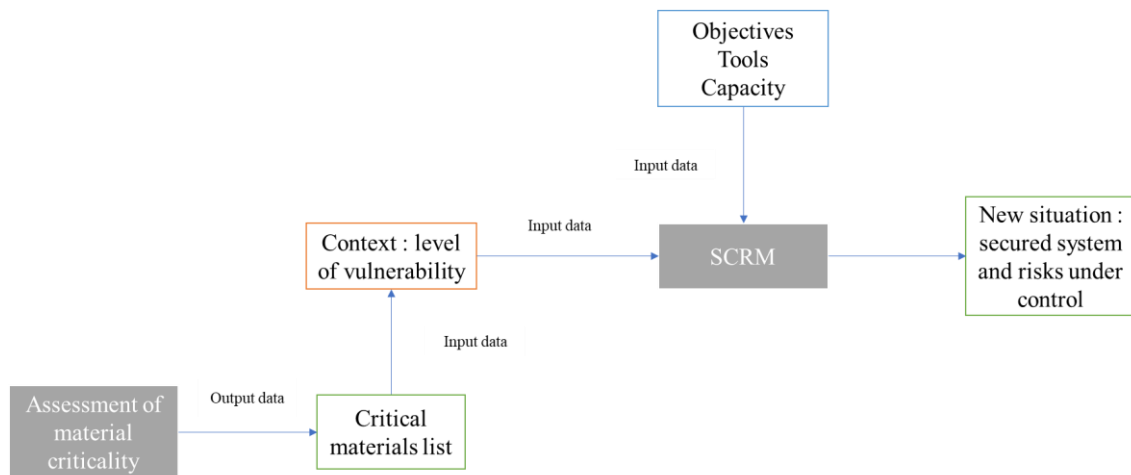 Objectives
Tools
Capacity
Input data
Input data
New situation :
secured system
and risks under
control
Context : level
of vulnerability
SCRM
Input data
Output data
Assessment of
material
criticality
Critical
materials list